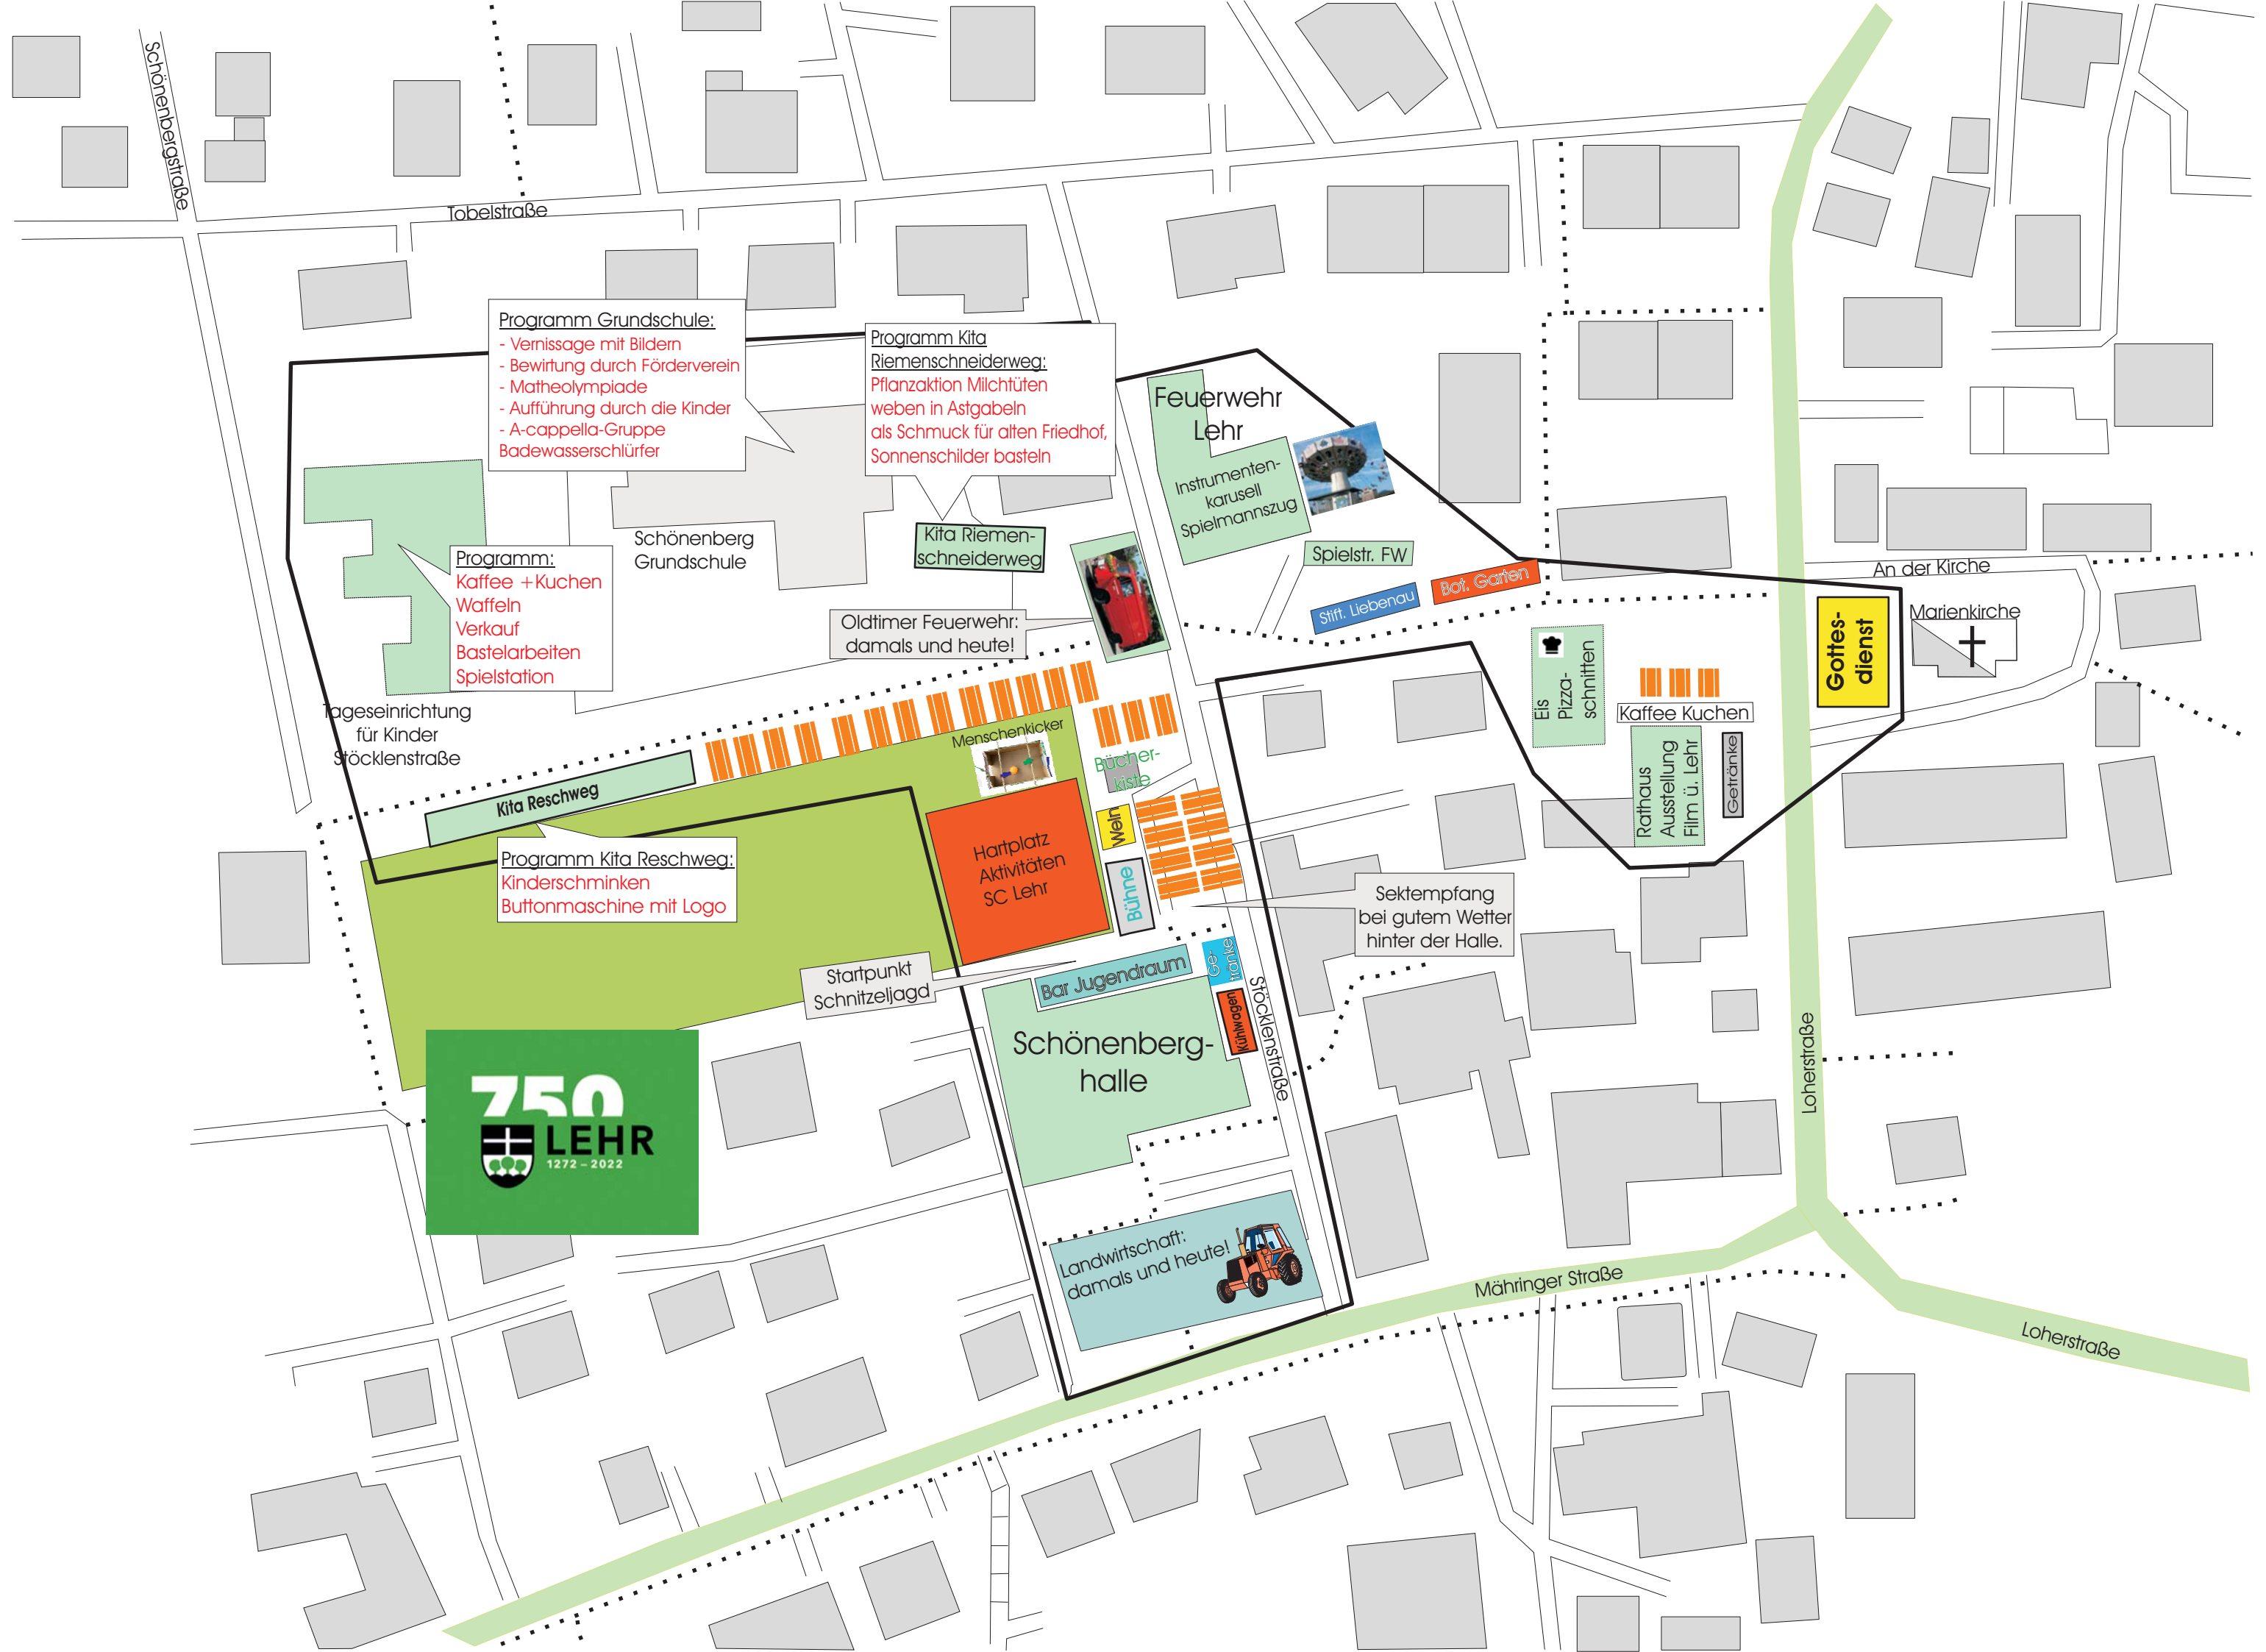 Schönenbergstraße
Tobelstraße
Programm Grundschule:
- Vernissage mit Bildern
- Bewirtung durch Förderverein
- Matheolympiade
- Aufführung durch die Kinder
- A-cappella-Gruppe
Badewasserschlürfer
Programm Kita
Riemenschneiderweg:
Pflanzaktion Milchtüten
weben in Astgabeln
als Schmuck für alten Friedhof,
Sonnenschilder basteln
Feuerwehr
Lehr
Instrumenten-
karusell
Spielmannszug
Schönenberg
Grundschule
Kita Riemen-
schneiderweg
Spielstr. FW
Stift. Liebenau
Bot. Garten
Programm:
Kaffee +Kuchen
Waffeln
Verkauf
Bastelarbeiten
Spielstation
Oldtimer Feuerwehr:
damals und heute!
An der Kirche
Marienkirche
Gottes-
dienst
Eis
Pizza-
schnitten
Kaffee Kuchen
Rathaus
Ausstellung
Film ü. Lehr
Getränke
Tageseinrichtung
für Kinder
Stöcklenstraße
Menschenkicker
Bücher-
kiste
Kita Reschweg
Programm Kita Reschweg:
Kinderschminken
Buttonmaschine mit Logo
Hartplatz
Aktivitäten
SC Lehr
Wein
Bühne
Sektempfang
bei gutem Wetter
hinter der Halle.
Startpunkt
Schnitzeljagd
Bar Jugendraum
Ge-
tränke
Kühlwagen
Stöcklenstraße
Schönenberg-
halle
Loherstraße
750
LEHR
1272 – 2022
Landwirtschaft:
damals und heute!
Mähringer Straße
Loherstraße